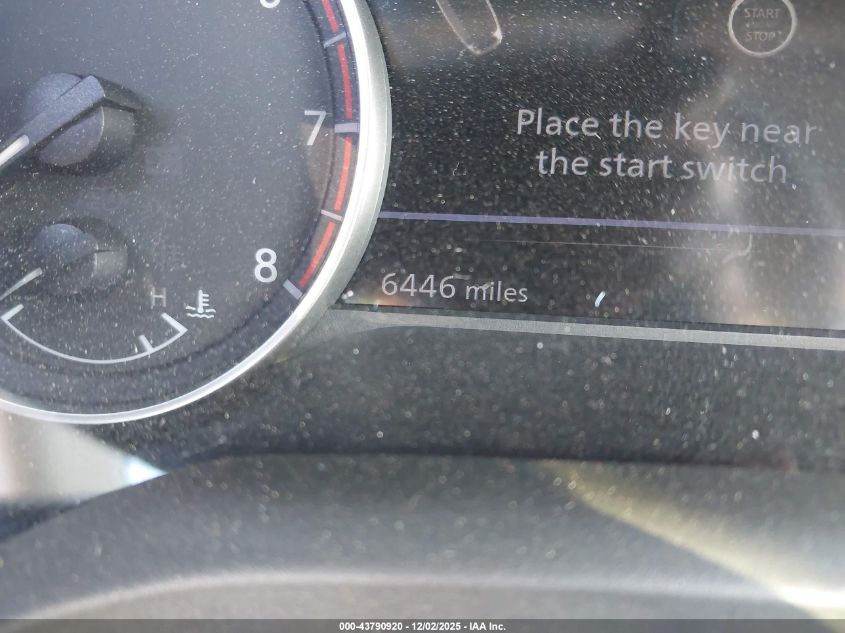 START
STOP
Place the key near
the start switch
7
8
H
6446 miles
000-43790920 • 12/02/2025 • IAA Inc.